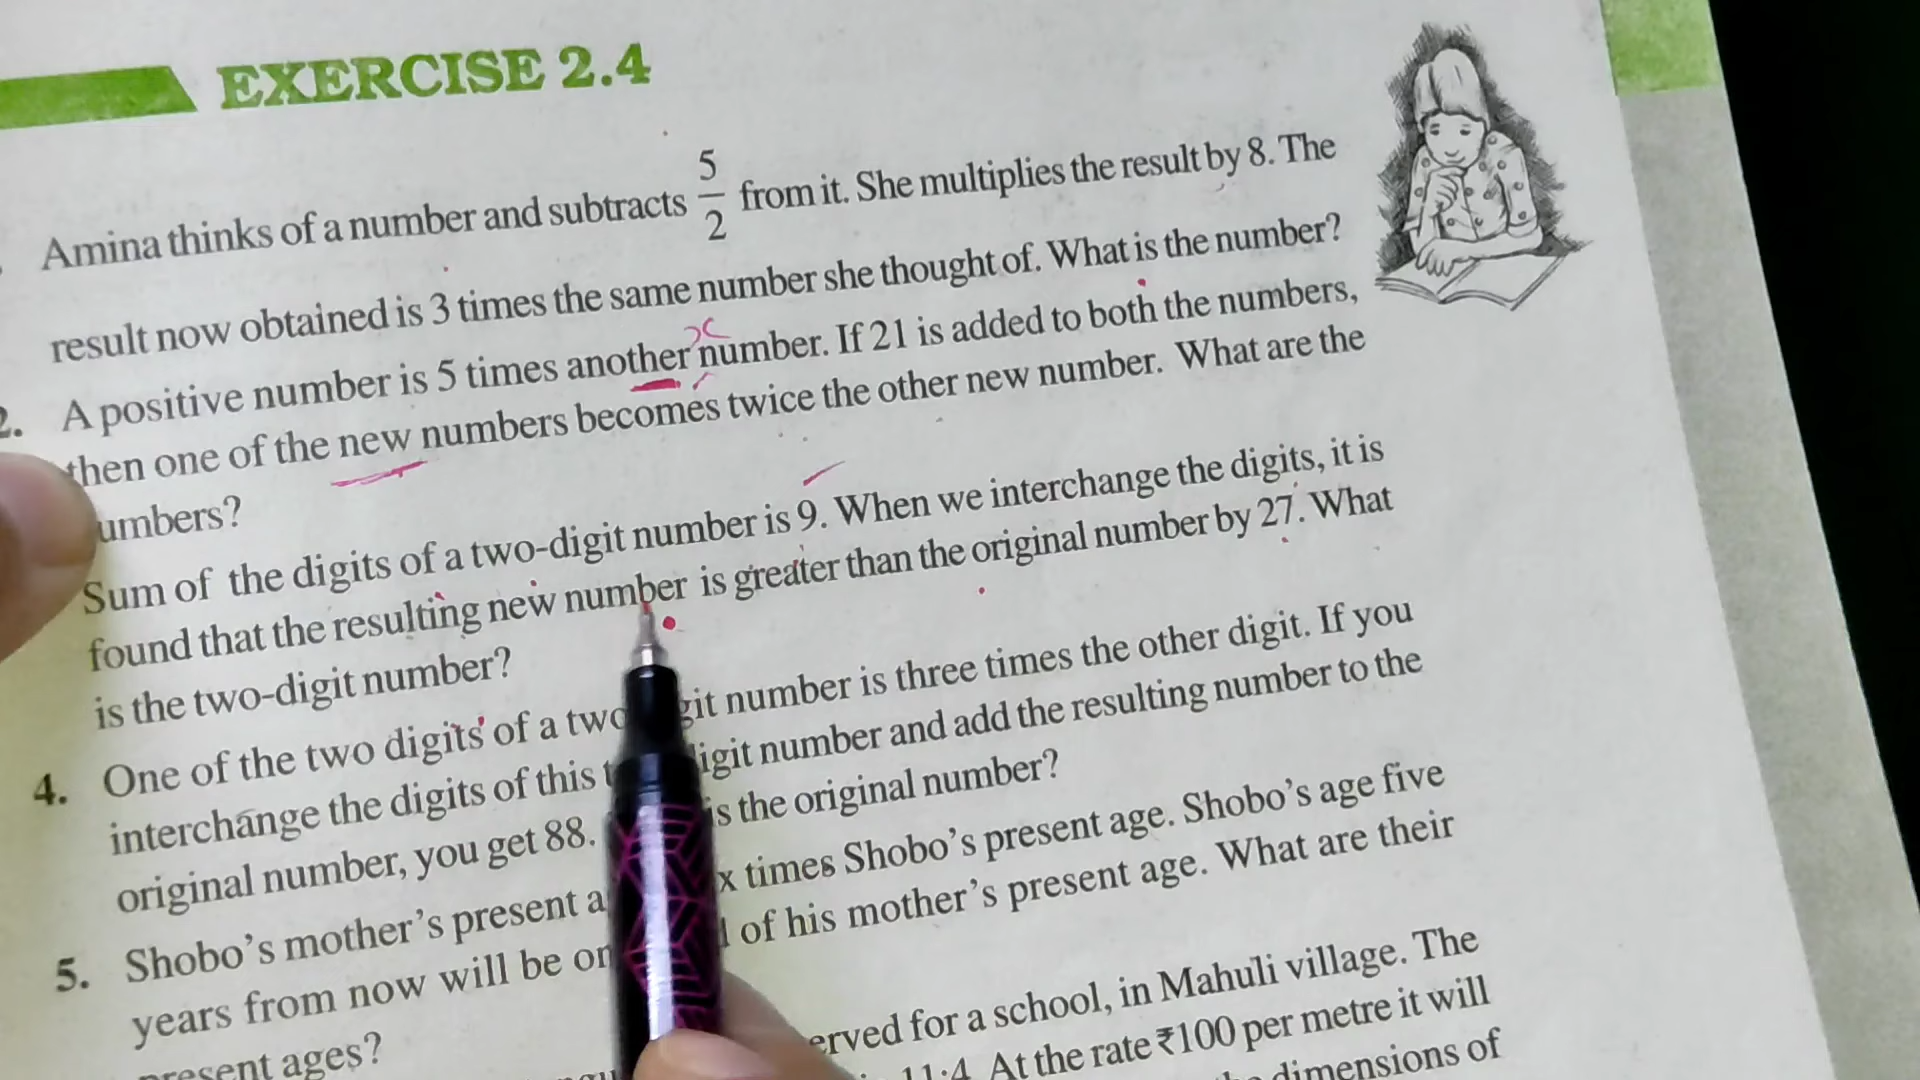 EXERCISE 2.4
Amina thinks of a number and subtracts 5/2 from it. She multiplies the result by 8. The
result now obtained is 3 times the same number she thought of. What is the number?
x
2. A positive number is 5 times another number. If 21 is added to both the numbers,
then one of the new numbers becomes twice the other new number. What are the
umbers?
Sum of the digits of a two-digit number is 9. When we interchange the digits, it is
found that the resulting new number is greater than the original number by 27. What
is the two-digit number?
4. One of the two digits of a two git number is three times the other digit. If you
interchange the digits of this t igit number and add the resulting number to the
original number, you get 88. is the original number?
5. Shobo's mother's present a x times Shobo's present age. Shobo's age five
years from now will be on of his mother's present age. What are their
present ages?
erved for a school, in Mahuli village. The
11:4. At the rate ₹100 per metre it will
dimensions of